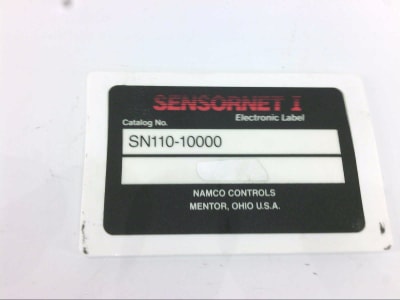 SENSORNET I
Electronic Label
Catalog No.
SN110-10000
NAMCO CONTROLS
MENTOR, OHIO U.S.A.